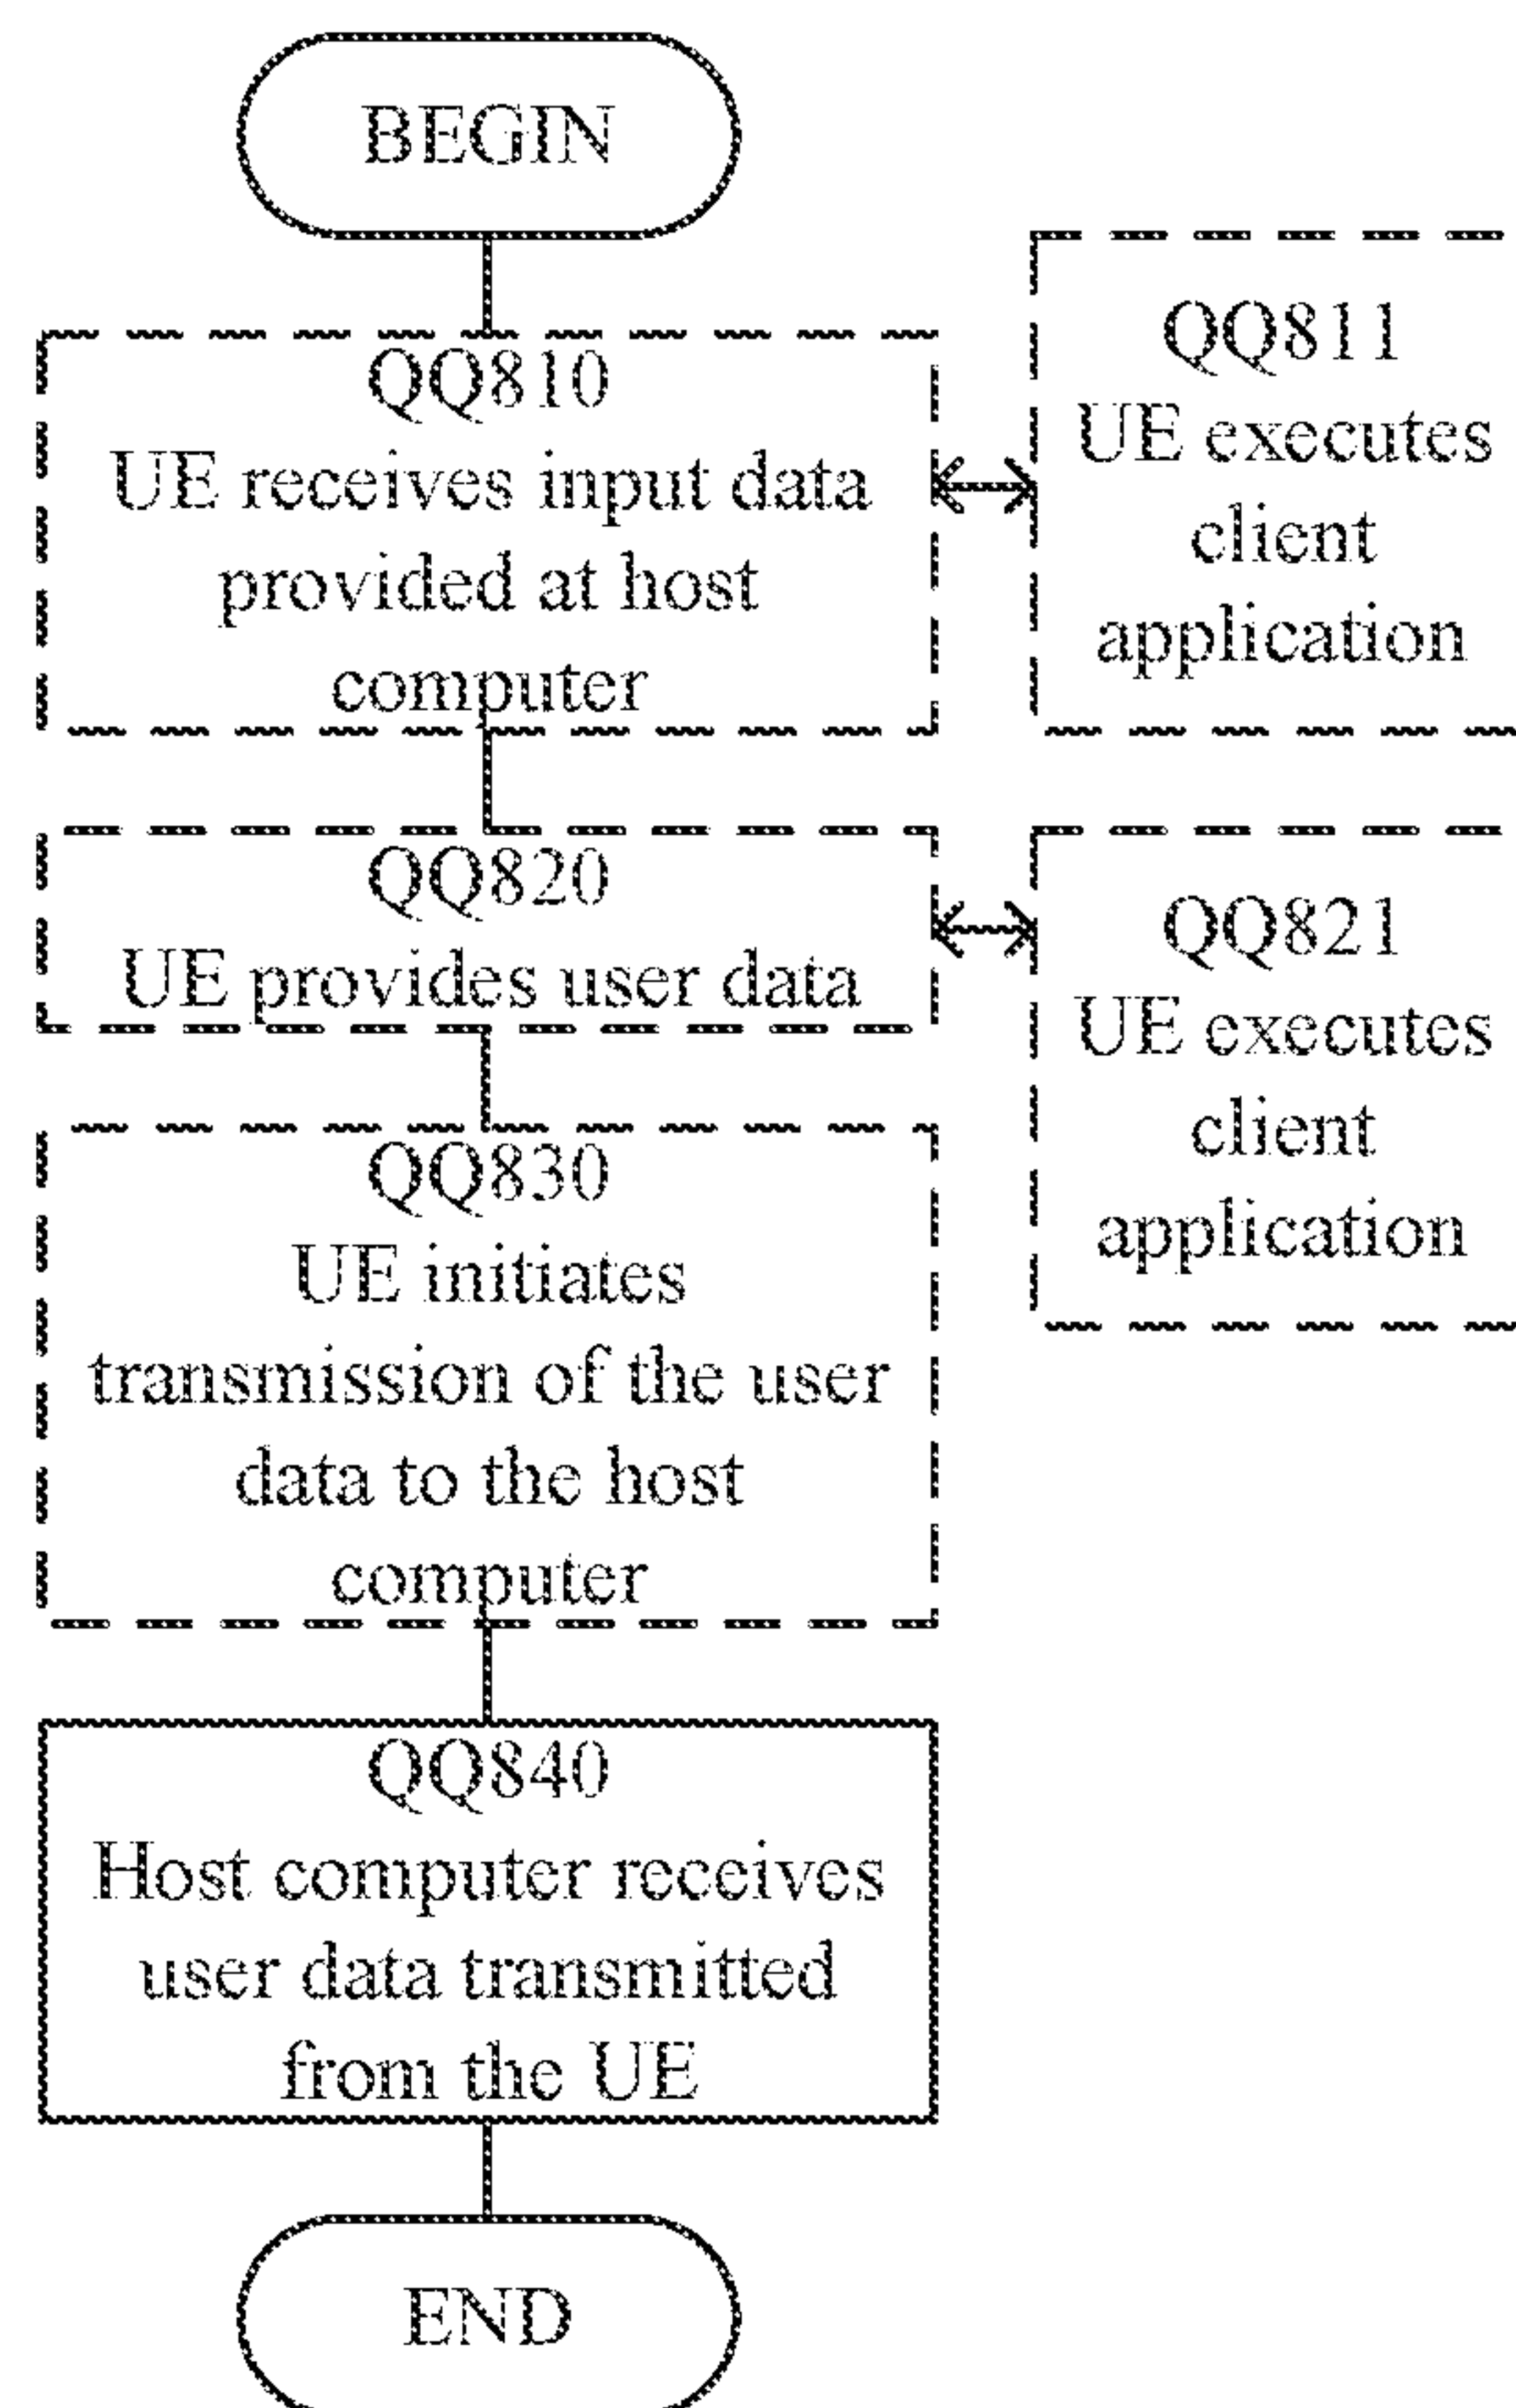 BEGIN
QQ810
UE receives input data
provided at host
computer
QQ811
UE executes
client
application
QQ820
UE provides user data
QQ821
UE executes
client
application
QQ830
UE initiates
transmission of the user
data to the host
computer
QQ840
Host computer receives
user data transmitted
from the UE
END